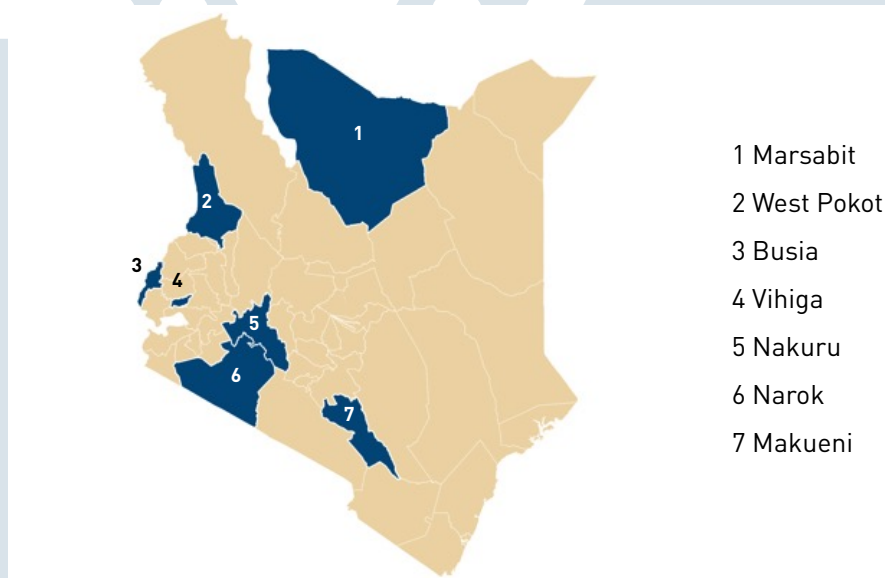 1
2
3
4
5
6
7
1 Marsabit
2 West Pokot
3 Busia
4 Vihiga
5 Nakuru
6 Narok
7 Makueni